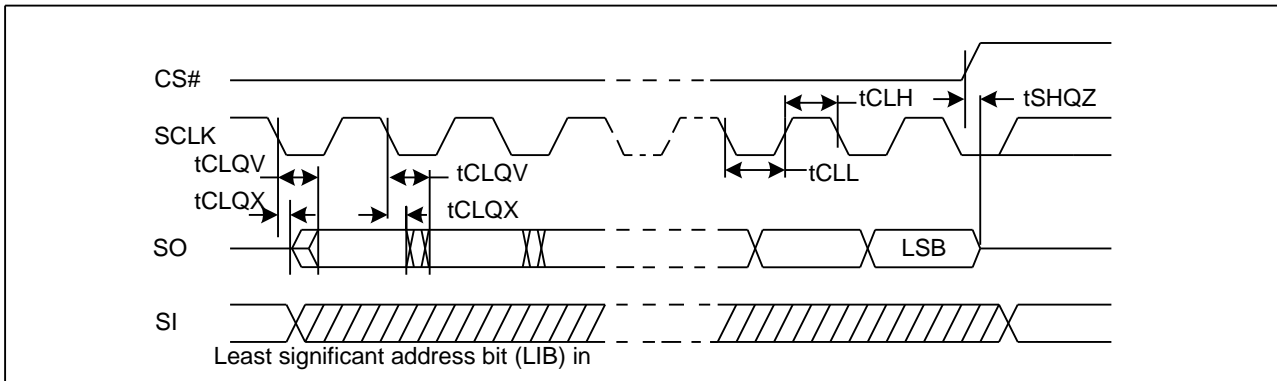 CS#
tCLH
tSHQZ
SCLK
tCLQV
tCLQV
tCLL
tCLQX
tCLQX
SO
LSB
SI
Least significant address bit (LIB) in